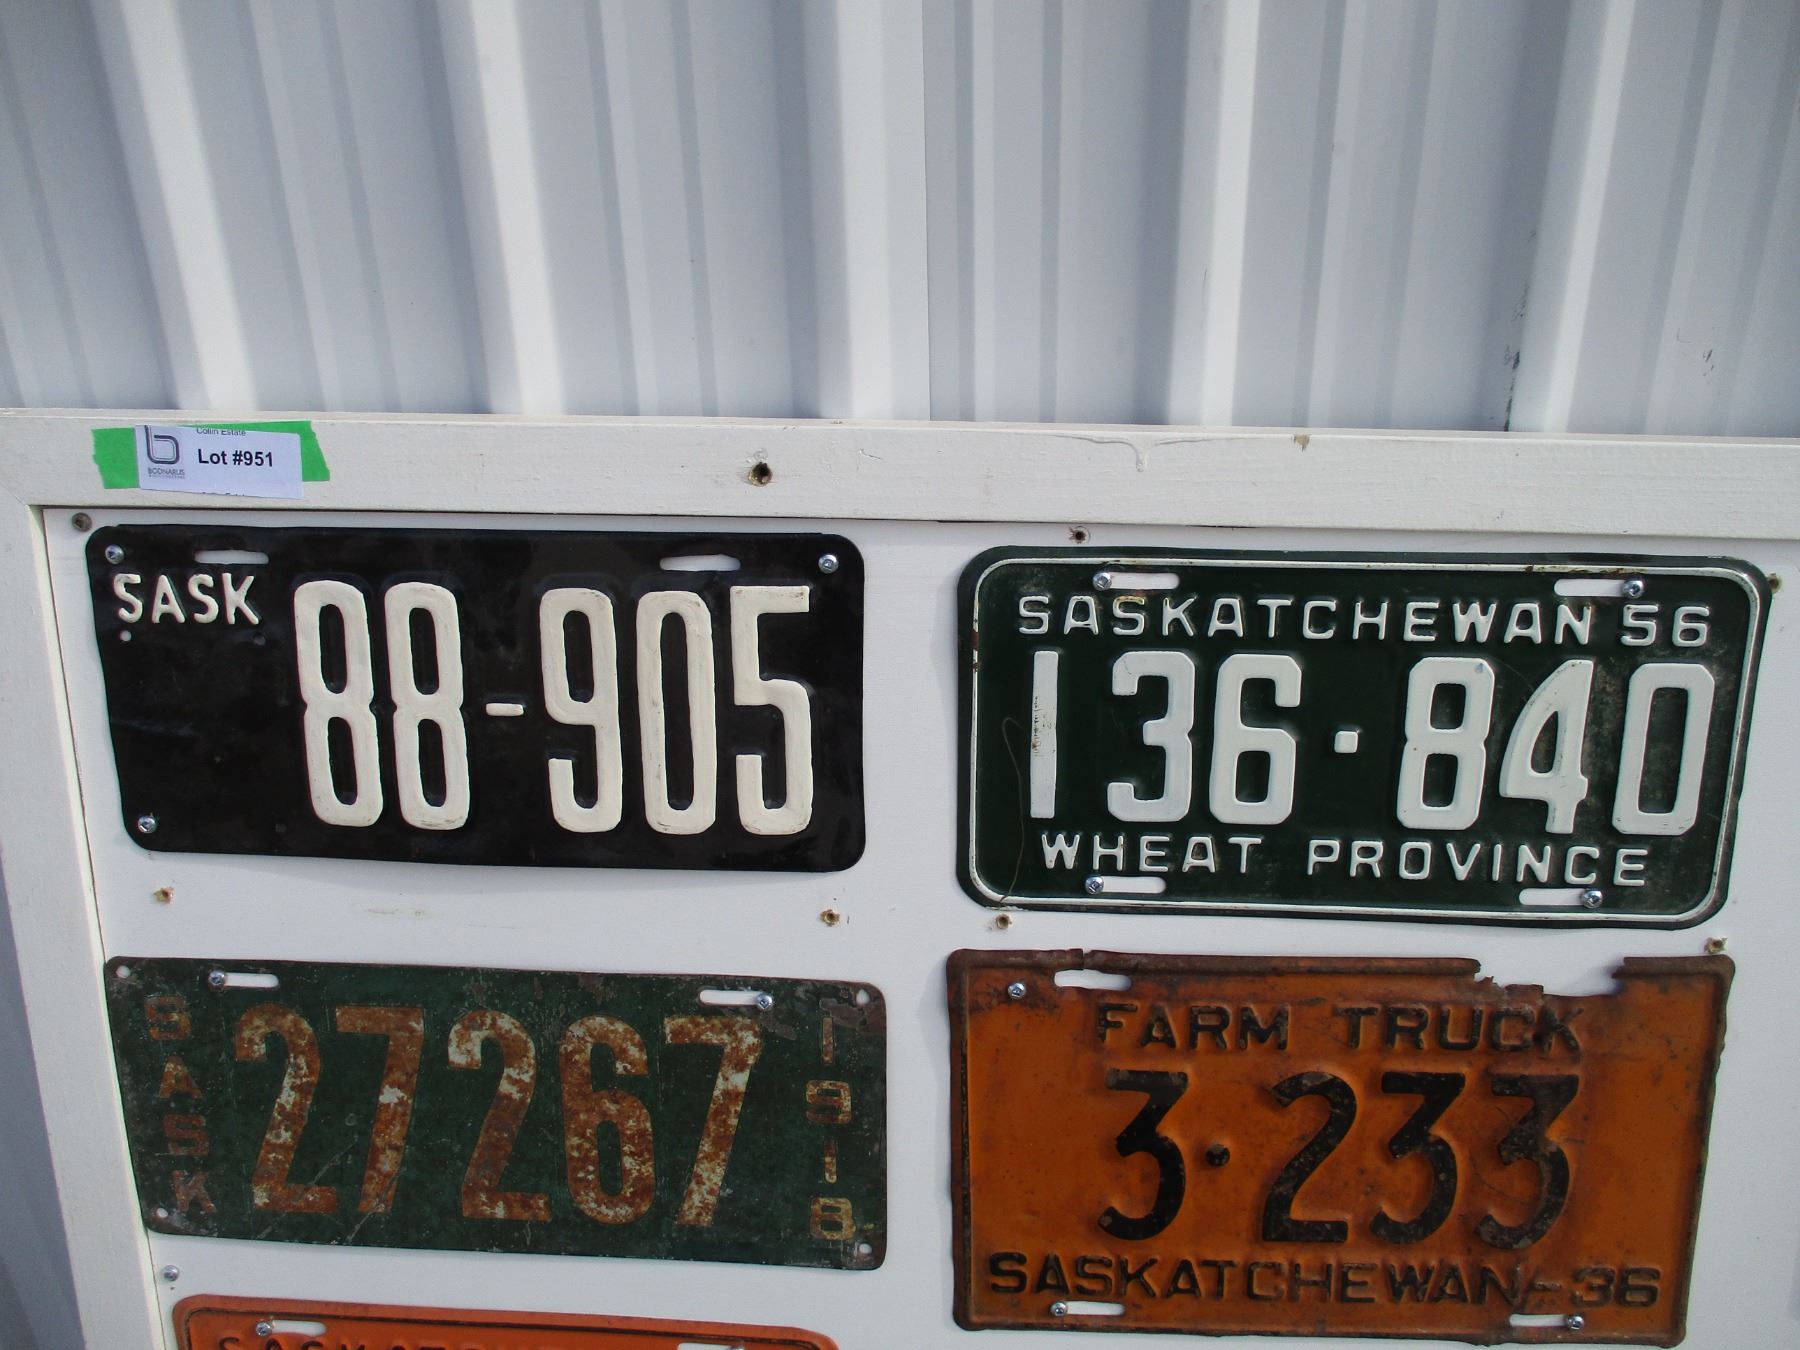 Collin Estate
BODNARUS
Lot #951
SASK
88-905
SASKATCHEWAN 56
136·840
WHEAT PROVINCE
SASK
27267
1918
FARM TRUCK
3·233
SASKATCHEWAN-36